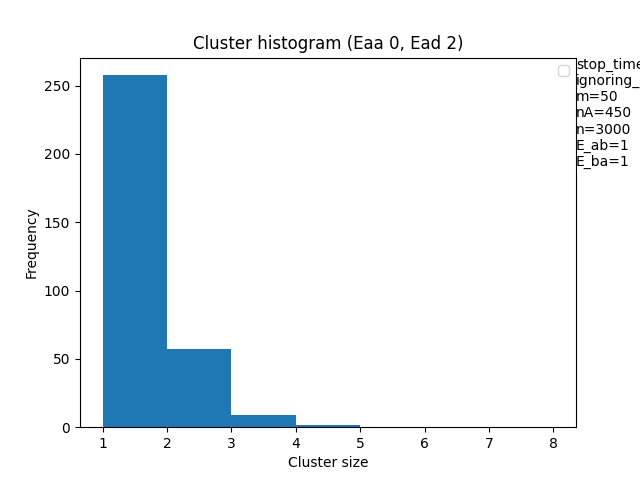 Cluster histogram (Eaa 0, Ead 2)
stop_time
ignoring_
m=50
nA=450
n=3000
E_ab=1
E_ba=1
250
200
150
100
50
0
Frequency
1 2 3 4 5 6 7 8
Cluster size